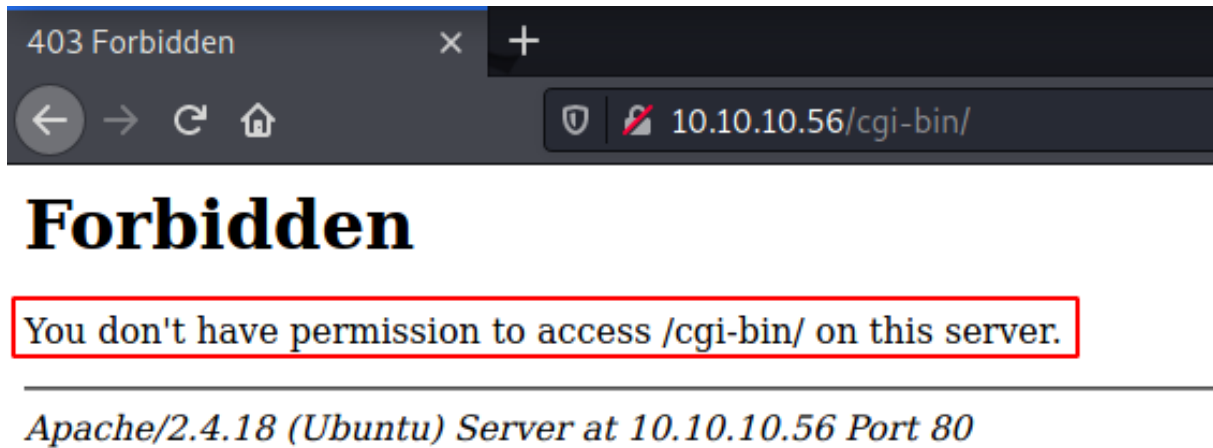 403 Forbidden
10.10.10.56/cgi-bin/
Forbidden
You don't have permission to access /cgi-bin/ on this server.
Apache/2.4.18 (Ubuntu) Server at 10.10.10.56 Port 80